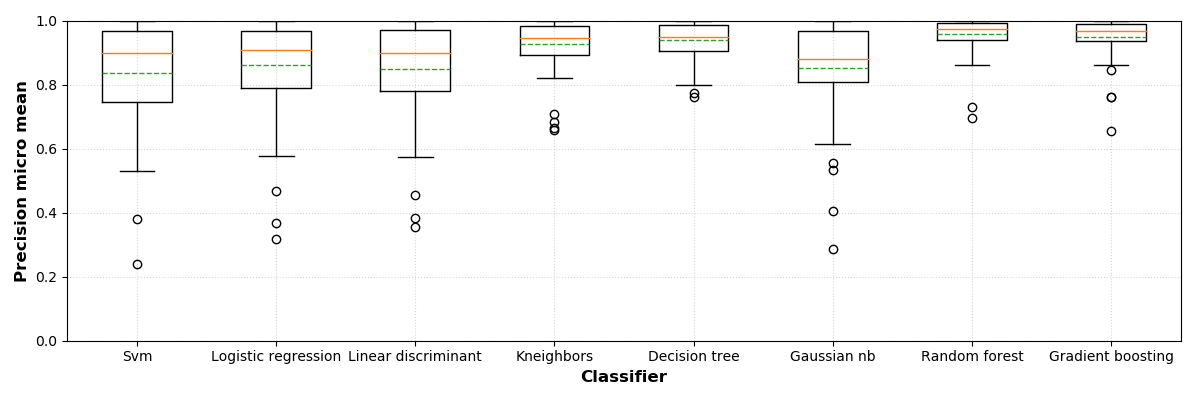 Precision micro mean
1.0
0.8
0.6
0.4
0.2
0.0
Svm Logistic regression Linear discriminant Kneighbors Decision tree Gaussian nb Random forest Gradient boosting
Classifier